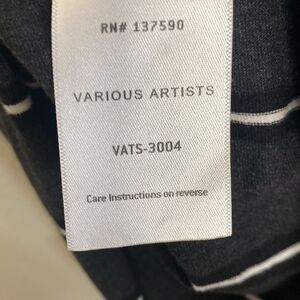 RN# 137590
VARIOUS ARTISTS
VATS-3004
Care Instructions on reverse